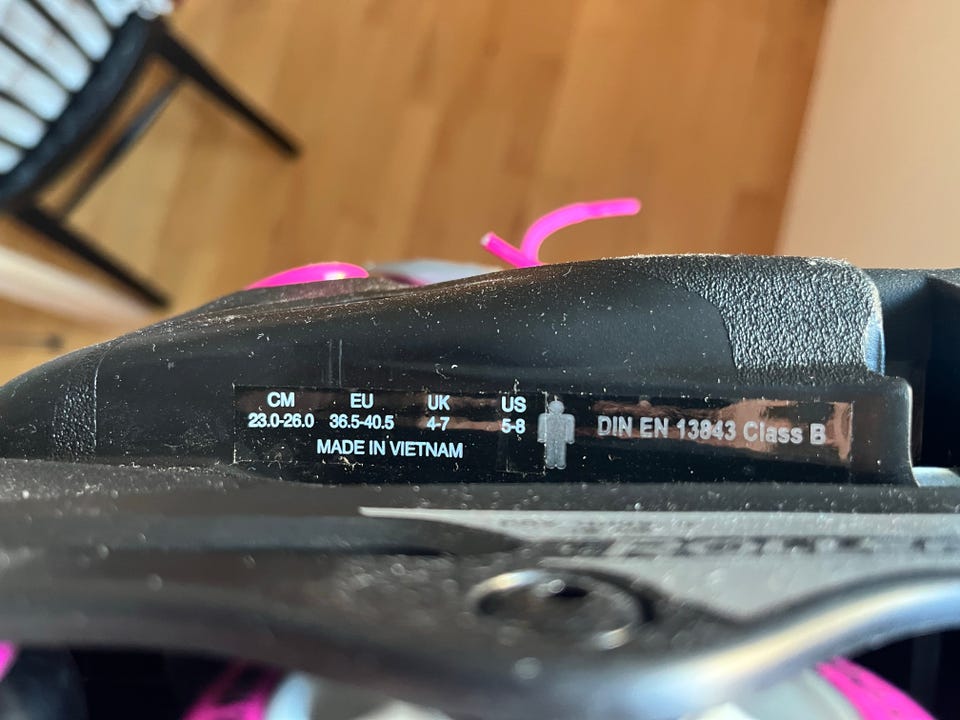 CM EU UK US
23.0-26.0 36.5-40.5 4-7 5-8
MADE IN VIETNAM
DIN EN 13843 Class B